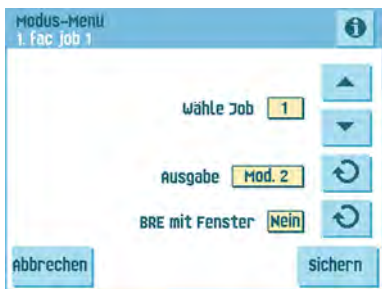 Modus-Menü
1. Fac job 1
Wähle Job 1
Ausgabe Mod. 2
BRE mit Fenster Nein
Abbrechen
Sichern